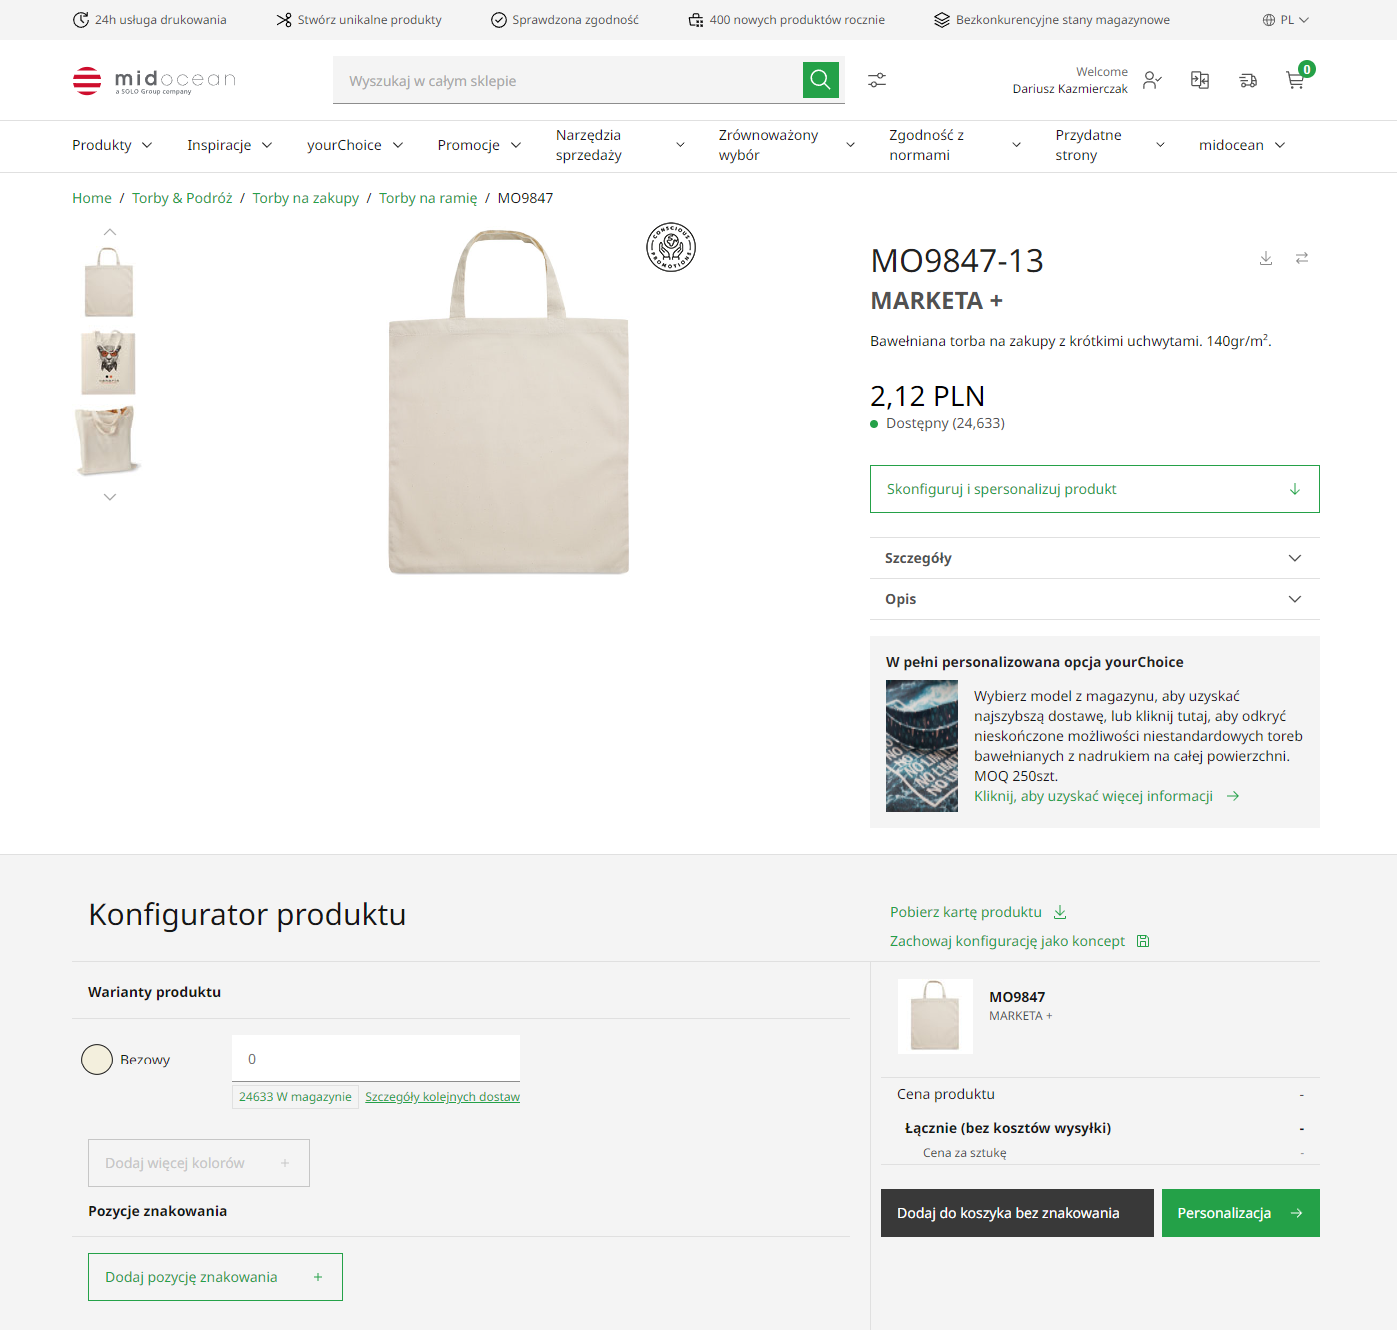 24h usługa drukowania
Stwórz unikalne produkty
Sprawdzona zgodność
400 nowych produktów rocznie
Bezkonkurencyjne stany magazynowe
PL
midocean
a SOLO Group company
Wyszukaj w całym sklepie
Welcome
Dariusz Kazmierczak
0
Produkty
Inspiracje
yourChoice
Promocje
Narzędzia
sprzedaży
Zrównoważony
wybór
Zgodność z
normami
Przydatne
strony
midocean
Home / Torby & Podróż / Torby na zakupy / Torby na ramię / MO9847
CONSCIOUS
PROMOTIONS
MO9847-13
MARKETA +
Bawełniana torba na zakupy z krótkimi uchwytami. 140gr/m².
2,12 PLN
Dostępny (24,633)
Skonfiguruj i spersonalizuj produkt
Szczegóły
Opis
W pełni personalizowana opcja yourChoice
Wybierz model z magazynu, aby uzyskać
najszybszą dostawę, lub kliknij tutaj, aby odkryć
nieskończone możliwości niestandardowych toreb
bawełnianych z nadrukiem na całej powierzchni.
MOQ 250szt.
Kliknij, aby uzyskać więcej informacji
Konfigurator produktu
Pobierz kartę produktu
Zachowaj konfigurację jako koncept
Warianty produktu
MO9847
MARKETA +
Bezowy
0
24633 W magazynie
Szczegóły kolejnych dostaw
Cena produktu -
Łącznie (bez kosztów wysyłki) -
Cena za sztukę -
Dodaj więcej kolorów +
Dodaj do koszyka bez znakowania
Personalizacja
Pozycje znakowania
Dodaj pozycję znakowania +